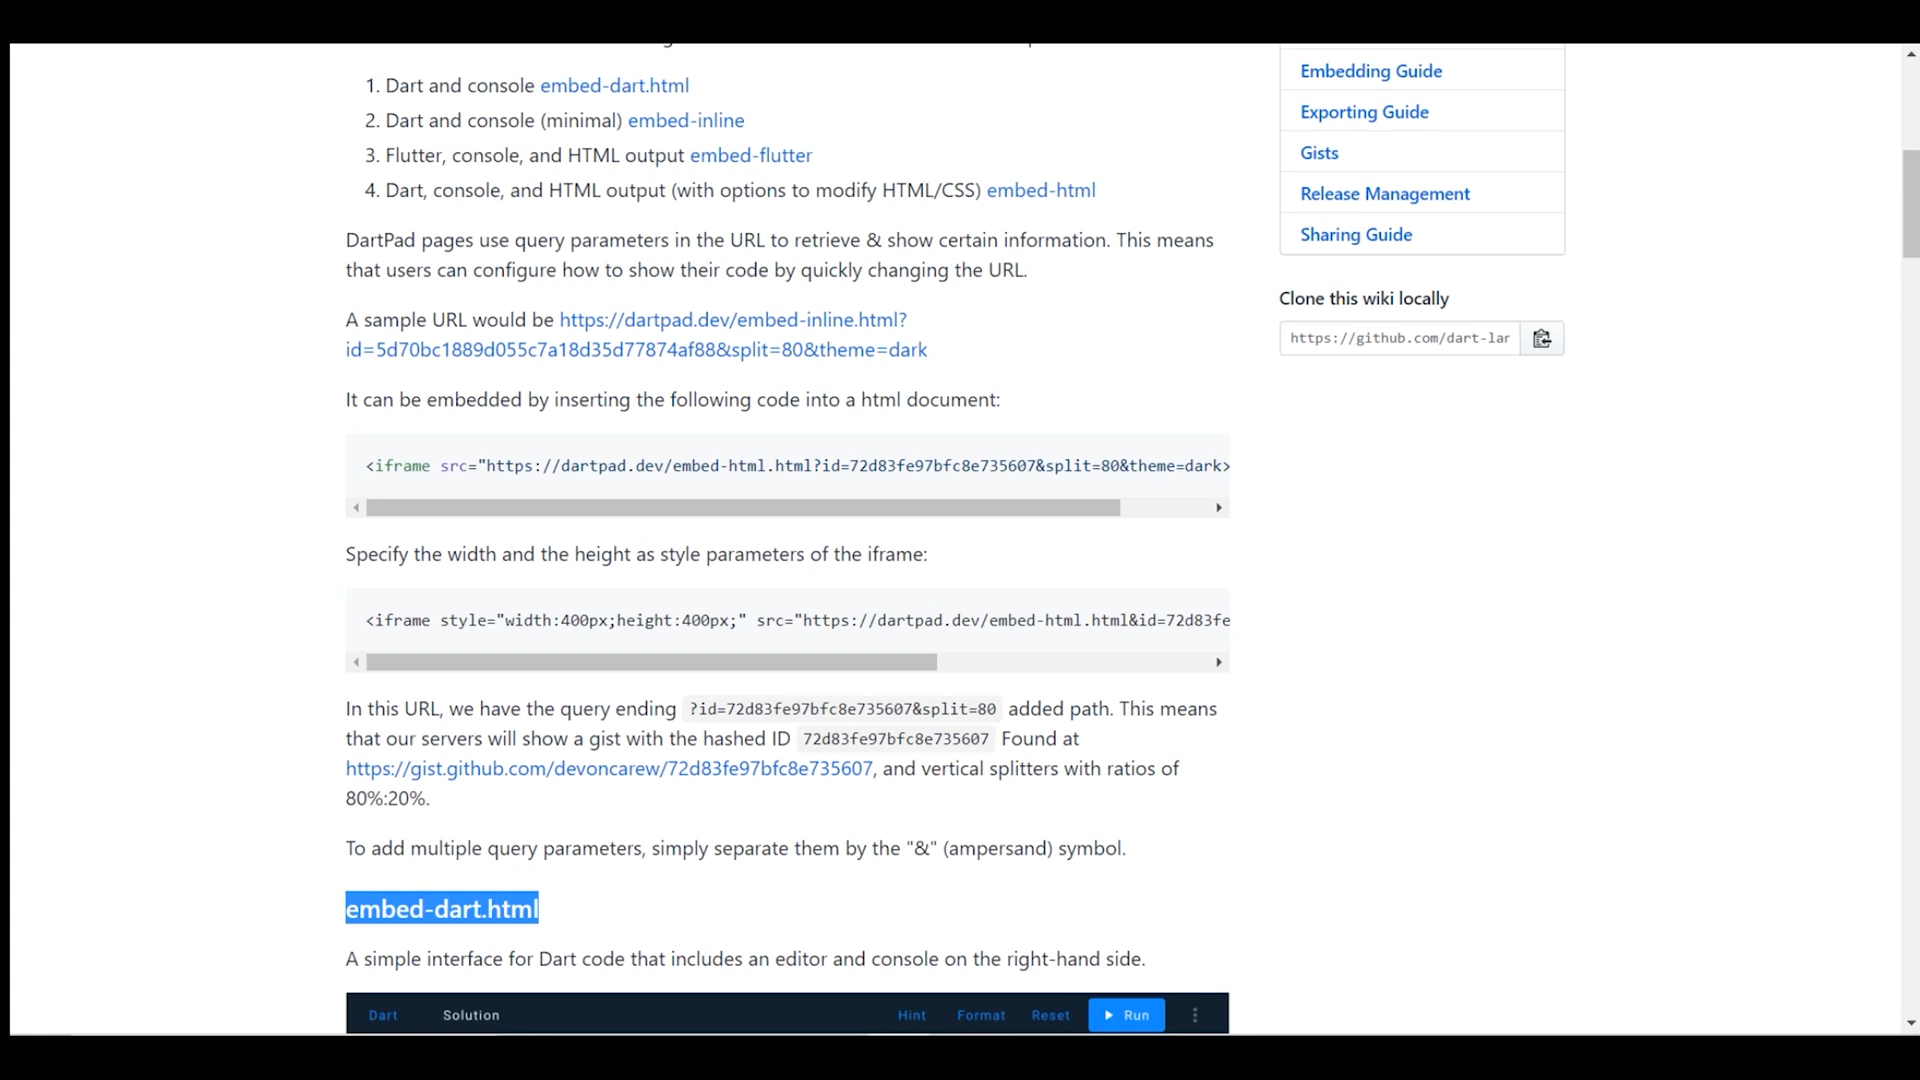 1. Dart and console embed-dart.html
2. Dart and console (minimal) embed-inline
3. Flutter, console, and HTML output embed-flutter
4. Dart, console, and HTML output (with options to modify HTML/CSS) embed-html
DartPad pages use query parameters in the URL to retrieve & show certain information. This means
that users can configure how to show their code by quickly changing the URL.
A sample URL would be https://dartpad.dev/embed-inline.html?
id=5d70bc1889d055c7a18d35d77874af88&split=80&theme=dark
It can be embedded by inserting the following code into a html document:
<iframe src="https://dartpad.dev/embed-html.html?id=72d83fe97bfc8e735607&split=80&theme=dark>
Specify the width and the height as style parameters of the iframe:
<iframe style="width:400px;height:400px;" src="https://dartpad.dev/embed-html.html&id=72d83fe
In this URL, we have the query ending ?id=72d83fe97bfc8e735607&split=80 added path. This means
that our servers will show a gist with the hashed ID 72d83fe97bfc8e735607 Found at
https://gist.github.com/devoncarew/72d83fe97bfc8e735607, and vertical splitters with ratios of
80%:20%.
To add multiple query parameters, simply separate them by the "&" (ampersand) symbol.
embed-dart.html
A simple interface for Dart code that includes an editor and console on the right-hand side.
Dart Solution Hint Format Reset Run
Embedding Guide
Exporting Guide
Gists
Release Management
Sharing Guide
Clone this wiki locally
https://github.com/dart-lar